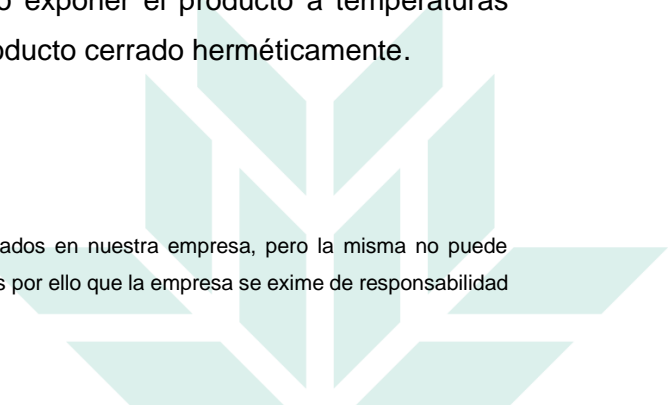 exponer el producto a temperaturas
producto cerrado herméticamente.
en nuestra empresa, pero la misma no puede
por ello que la empresa se exime de responsabilidad